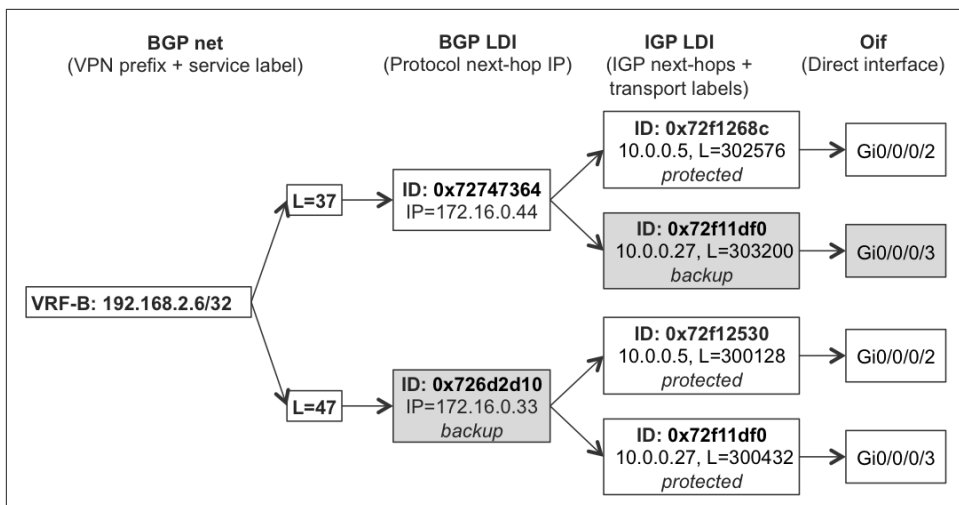 BGP net
(VPN prefix + service label)
BGP LDI
(Protocol next-hop IP)
IGP LDI
(IGP next-hops +
transport labels)
Oif
(Direct interface)
VRF-B: 192.168.2.6/32
L=37
ID: 0x72747364
IP=172.16.0.44
ID: 0x72f1268c
10.0.0.5, L=302576
protected
Gi0/0/0/2
ID: 0x72f11df0
10.0.0.27, L=303200
backup
Gi0/0/0/3
L=47
ID: 0x726d2d10
IP=172.16.0.33
backup
ID: 0x72f12530
10.0.0.5, L=300128
protected
Gi0/0/0/2
ID: 0x72f11df0
10.0.0.27, L=300432
protected
Gi0/0/0/3